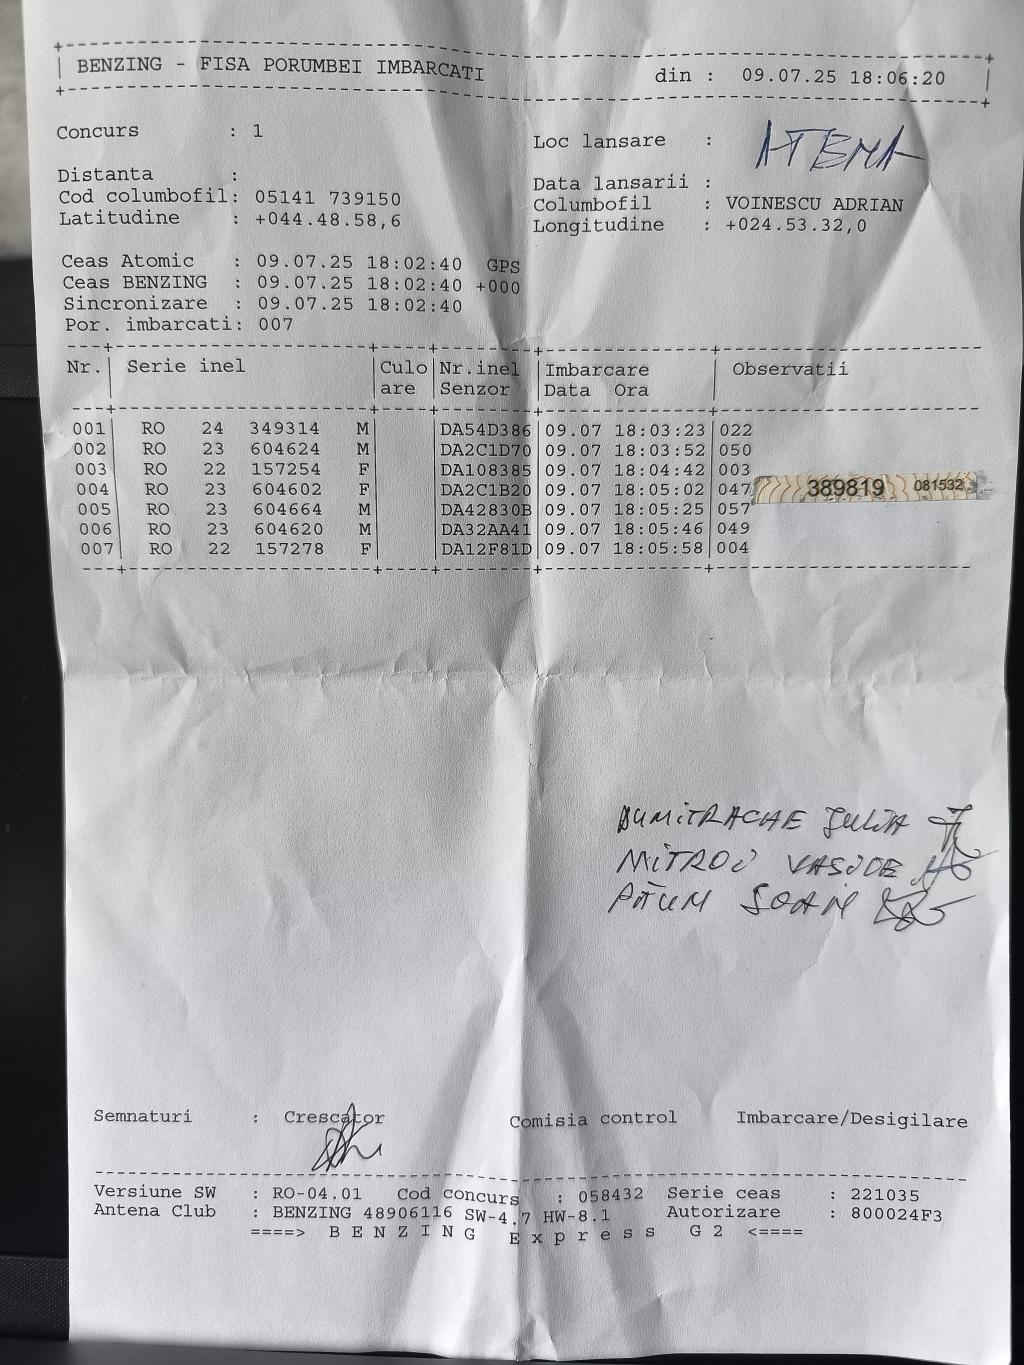 BENZING - FISA PORUMBEI IMBARCATI din : 09.07.25 18:06:20
Concurs : 1
Loc lansare : ATENA
Distanta :
Data lansarii :
Cod columbofil: 05141 739150
Columbofil : VOINESCU ADRIAN
Latitudine : +044.48.58,6
Longitudine : +024.53.32,0
Ceas Atomic : 09.07.25 18:02:40 GPS
Ceas BENZING : 09.07.25 18:02:40 +000
Sincronizare : 09.07.25 18:02:40
Por. imbarcati: 007
Nr. Serie inel Culo Nr.inel Imbarcare Observatii
are Senzor Data Ora
001 RO 24 349314 M DA54D386 09.07 18:03:23 022
002 RO 23 604624 M DA2C1D70 09.07 18:03:52 050
003 RO 22 157254 F DA108385 09.07 18:04:42 003
004 RO 23 604602 F DA2C1B20 09.07 18:05:02 047 389819 081532
005 RO 23 604664 M DA42830B 09.07 18:05:25 057
006 RO 23 604620 M DA32AA41 09.07 18:05:46 049
007 RO 22 157278 F DA12F81D 09.07 18:05:58 004
DUMITRACHE IULIA
MITROI VASILE
IOAN
Semnaturi : Crescator Comisia control Imbarcare/Desigilare
Versiune SW : RO-04.01 Cod concurs : 058432 Serie ceas : 221035
Antena Club : BENZING 48906116 SW-4.7 HW-8.1 Autorizare : 800024F3
====> B E N Z I N G E x p r e s s G 2 <====